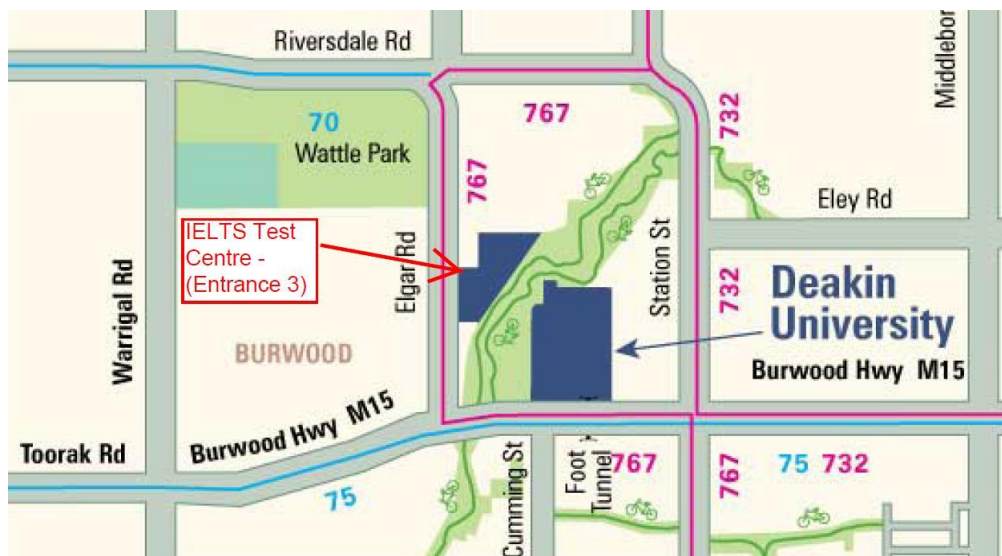 Riversdale Rd
Middlebor
70
Wattle Park
767
732
767
Eley Rd
IELTS Test
Centre -
(Entrance 3)
Elgar Rd
Station St
Warrigal Rd
732
Deakin
University
BURWOOD
Burwood Hwy M15
Burwood Hwy M15
Toorak Rd
75
Cumming St
Foot
Tunnel
767
767
75 732